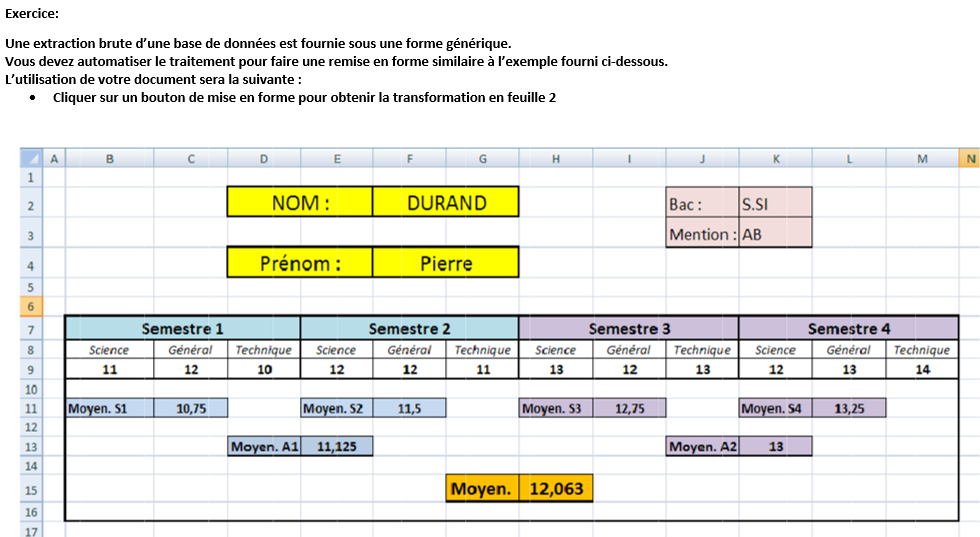 Exercice:
Une extraction brute d'une base de données est fournie sous une forme générique.
Vous devez automatiser le traitement pour faire une remise en forme similaire à l'exemple fourni ci-dessous.
L'utilisation de votre document sera la suivante :
• Cliquer sur un bouton de mise en forme pour obtenir la transformation en feuille 2
A B C D E F G H I J K L M N
1
2 NOM : DURAND Bac : S.SI
3 Mention : AB
4 Prénom : Pierre
5
6
7 Semestre 1 Semestre 2 Semestre 3 Semestre 4
8 Science Général Technique Science Général Technique Science Général Technique Science Général Technique
9 11 12 10 12 12 11 13 12 13 12 13 14
10
11 Moyen. S1 10,75 Moyen. S2 11,5 Moyen. S3 12,75 Moyen. S4 13,25
12
13 Moyen. A1 11,125 Moyen. A2 13
14
15 Moyen. 12,063
16
17